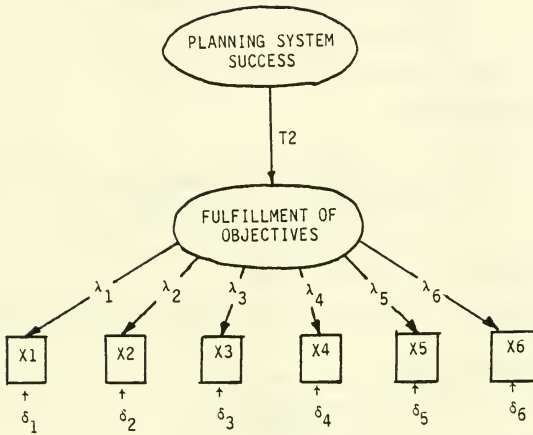 PLANNING SYSTEM
SUCCESS
T2
FULFILLMENT OF
OBJECTIVES
λ1 λ2 λ3 λ4 λ5 λ6
X1 X2 X3 X4 X5 X6
δ1 δ2 δ3 δ4 δ5 δ6